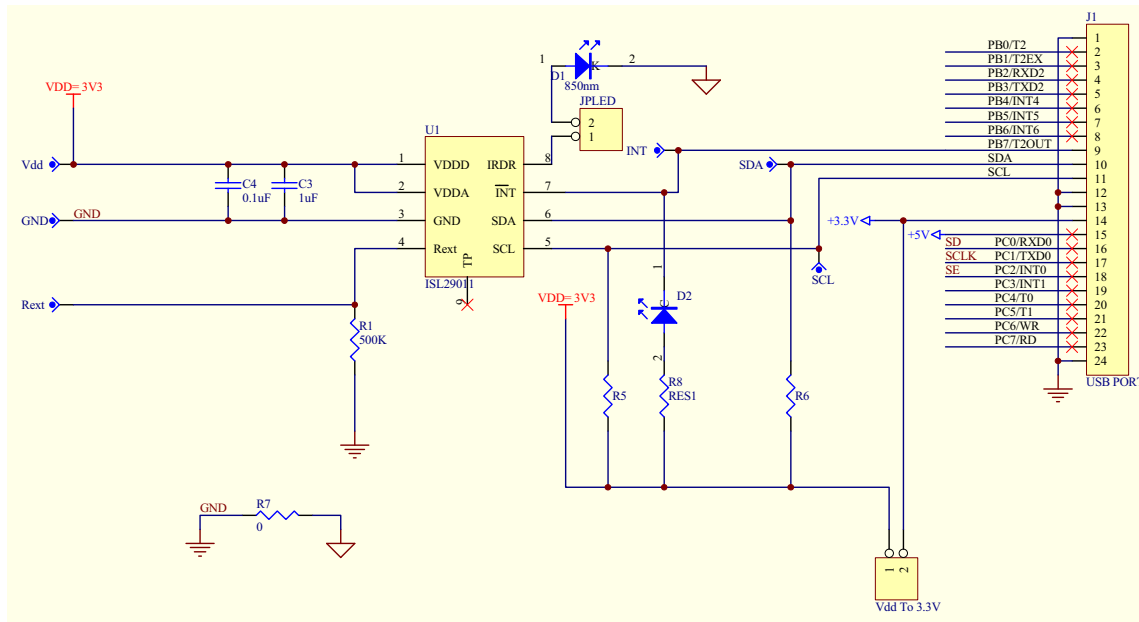 J1
1
PB0/T2 2
PB1/T2EX 3
PB2/RXD2 4
PB3/TXD2 5
PB4/INT4 6
PB5/INT5 7
PB6/INT6 8
PB7/T2OUT 9
SDA 10
SCL 11
12
13
14
15
SD PC0/RXD0 16
SCLK PC1/TXD0 17
SE PC2/INT0 18
PC3/INT1 19
PC4/T0 20
PC5/T1 21
PC6/WR 22
PC7/RD 23
24
USB PORT
1 2
K
D1
850nm
JPLED
2
1
VDD= 3V3
Vdd
GND
GND
C4
0.1uF
C3
1uF
U1
1 VDDD IRDR 8
2 VDDA INT 7
3 GND SDA 6
4 Rext SCL 5
TP
9
ISL29011
INT
SDA
+3.3V
+5V
SCL
Rext
R1
500K
VDD= 3V3
1
D2
2
R5
R8
RES1
R6
GND
R7
0
1 2
Vdd To 3.3V